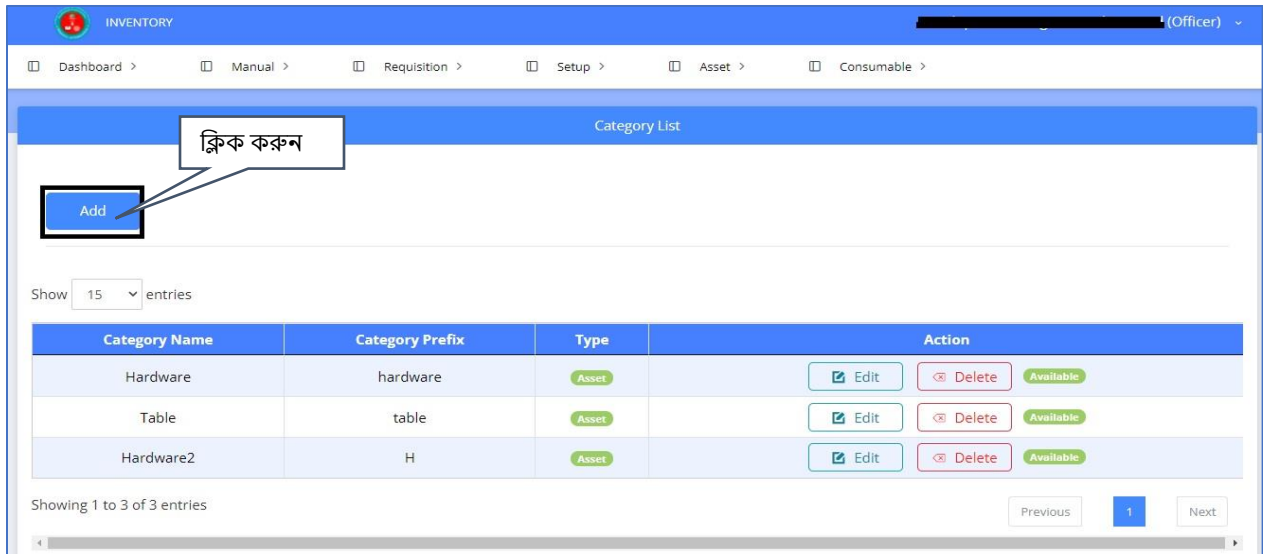 INVENTORY
(Officer)
Dashboard > Manual > Requisition > Setup > Asset > Consumable >
Category List
ক্লিক করুন
Add
Show 15 entries
Category Name Category Prefix Type Action
Hardware hardware Asset Edit Delete Available
Table table Asset Edit Delete Available
Hardware2 H Asset Edit Delete Available
Showing 1 to 3 of 3 entries
Previous 1 Next